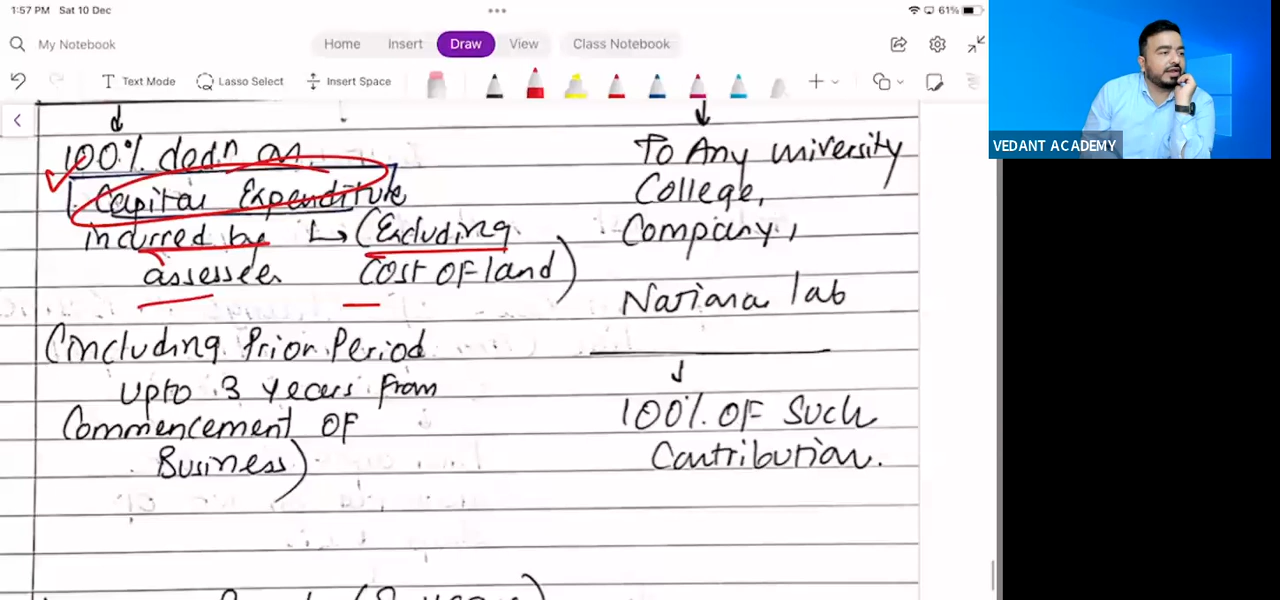 1:57 PM Sat 10 Dec
61%
My Notebook
Home Insert Draw View Class Notebook
Text Mode Lasso Select Insert Space
VEDANT ACADEMY
100% dedn on
Capital Expenditure
incurred by ↳ (Excluding
assessee Cost OF land)
(including Prior Period
upto 3 years from
Commencement OF
Business)
To Any university
College,
Company,
National lab
100% OF Such
Contribution.